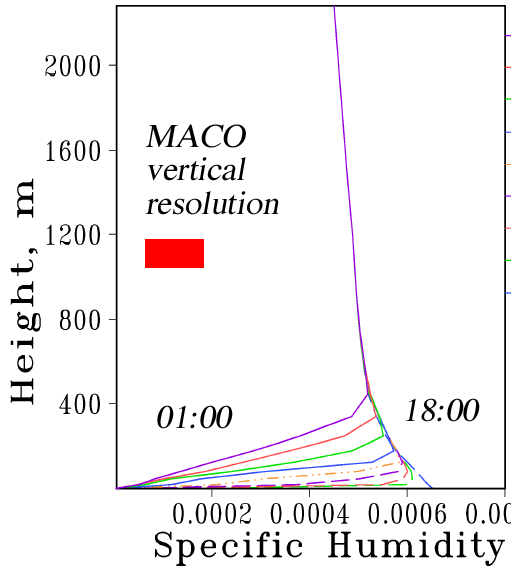 2000
1600
1200
800
400
Height, m
MACO
vertical
resolution
01:00
18:00
0.0002 0.0004 0.0006
Specific Humidity